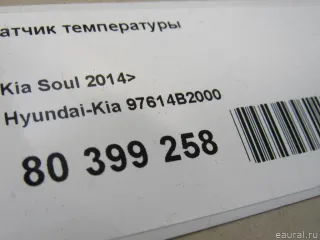 атчик температуры
Kia Soul 2014>
Hyundai-Kia 97614B2000
80 399 258
eaural.ru